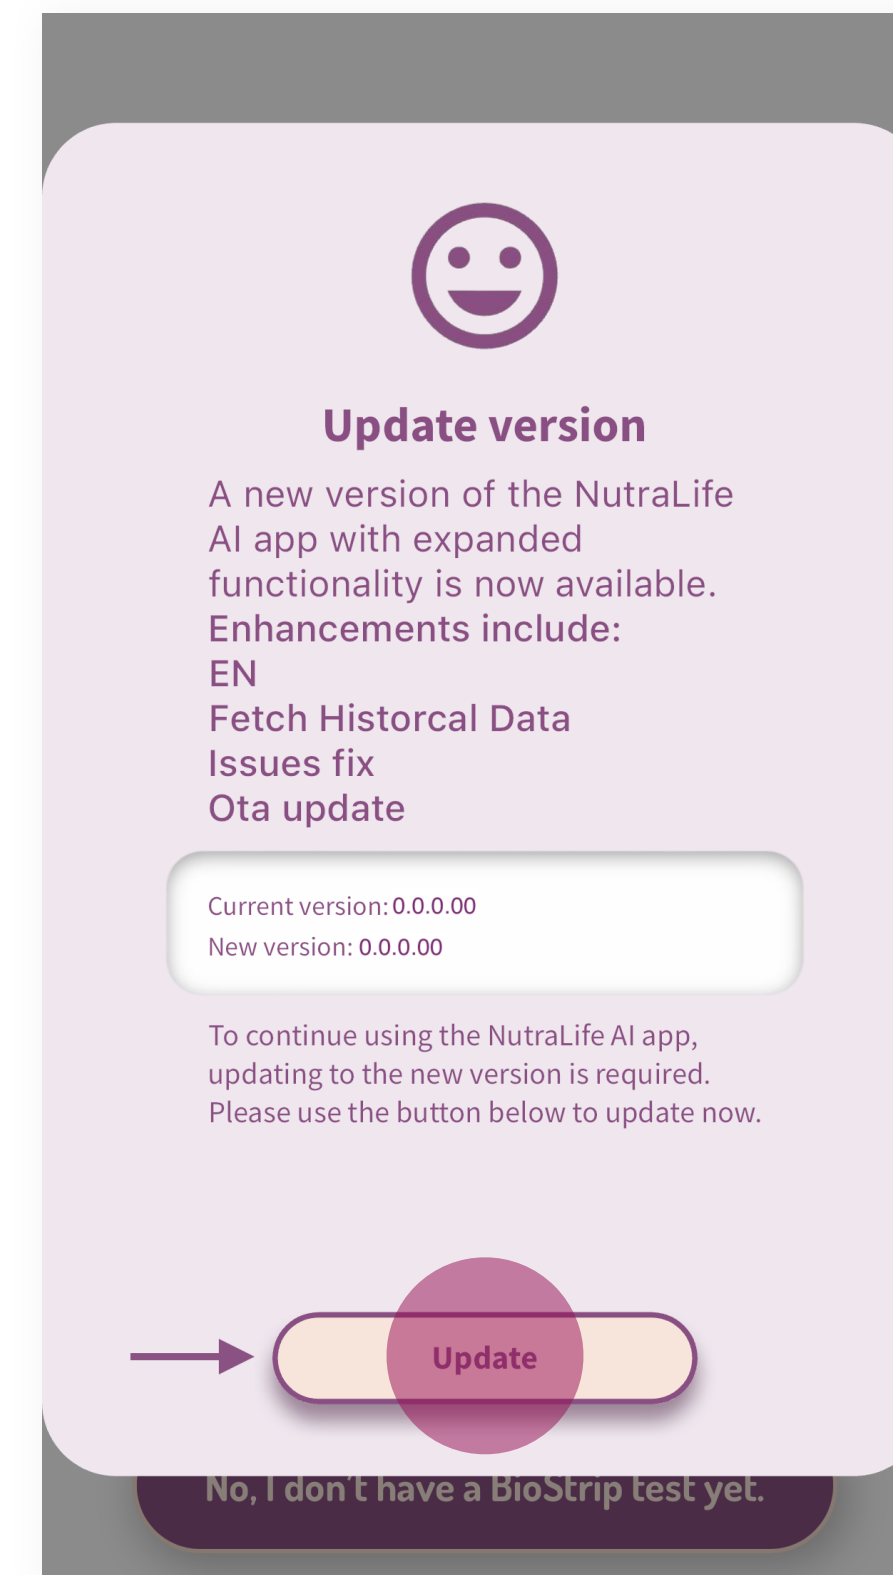 Update version
A new version of the NutraLife
AI app with expanded
functionality is now available.
Enhancements include:
EN
Fetch Historcal Data
Issues fix
Ota update
Current version: 0.0.0.00
New version: 0.0.0.00
To continue using the NutraLife AI app,
updating to the new version is required.
Please use the button below to update now.
Update
No, I don't have a BioStrip test yet.